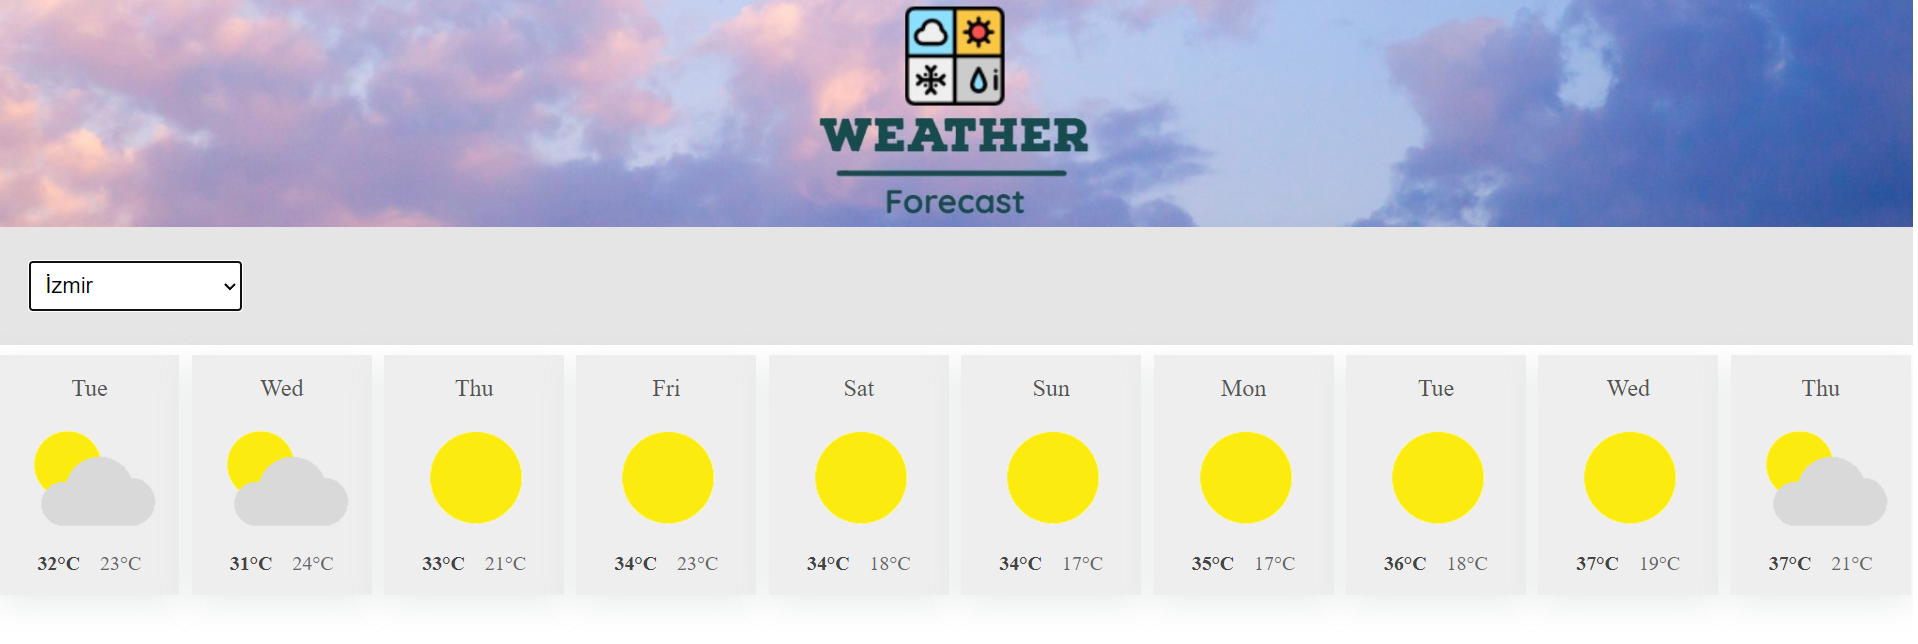 WEATHER
Forecast
İzmir
Tue Wed Thu Fri Sat Sun Mon Tue Wed Thu
32°C 23°C 31°C 24°C 33°C 21°C 34°C 23°C 34°C 18°C 34°C 17°C 35°C 17°C 36°C 18°C 37°C 19°C 37°C 21°C